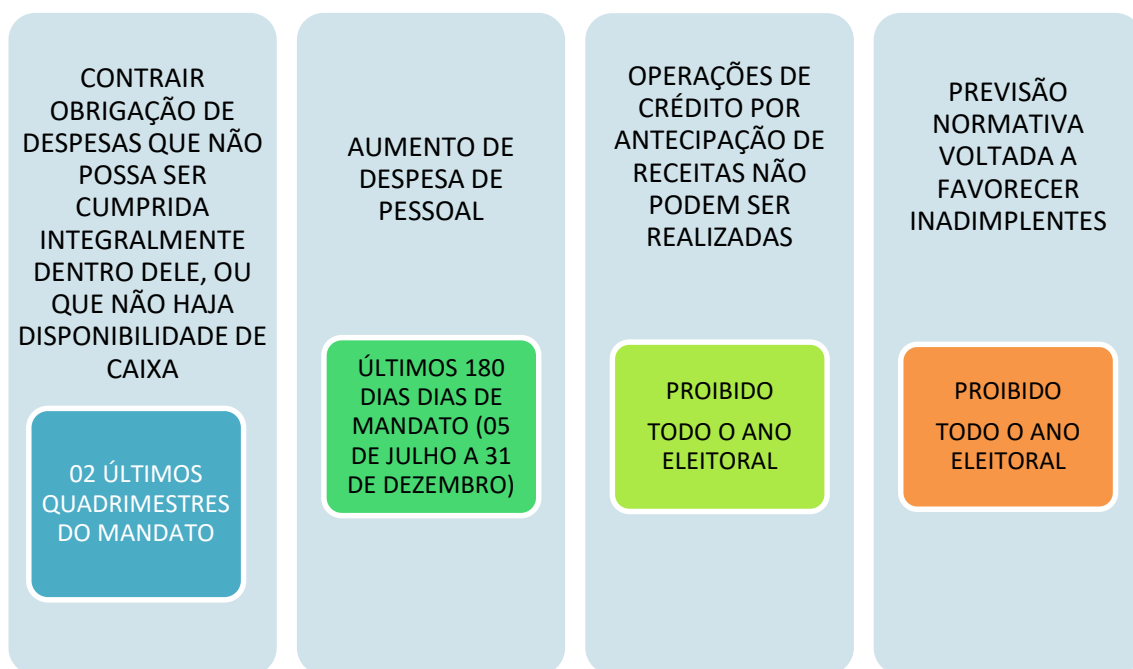 CONTRAIR
OBRIGAÇÃO DE
DESPESAS QUE NÃO
POSSA SER
CUMPRIDA
INTEGRALMENTE
DENTRO DELE, OU
QUE NÃO HAJA
DISPONIBILIDADE DE
CAIXA
02 ÚLTIMOS
QUADRIMESTRES
DO MANDATO
AUMENTO DE
DESPESA DE
PESSOAL
ÚLTIMOS 180
DIAS DIAS DE
MANDATO (05
DE JULHO A 31
DE DEZEMBRO)
OPERAÇÕES DE
CRÉDITO POR
ANTECIPAÇÃO DE
RECEITAS NÃO
PODEM SER
REALIZADAS
PROIBIDO
TODO O ANO
ELEITORAL
PREVISÃO
NORMATIVA
VOLTADA A
FAVORECER
INADIMPLENTES
PROIBIDO
TODO O ANO
ELEITORAL